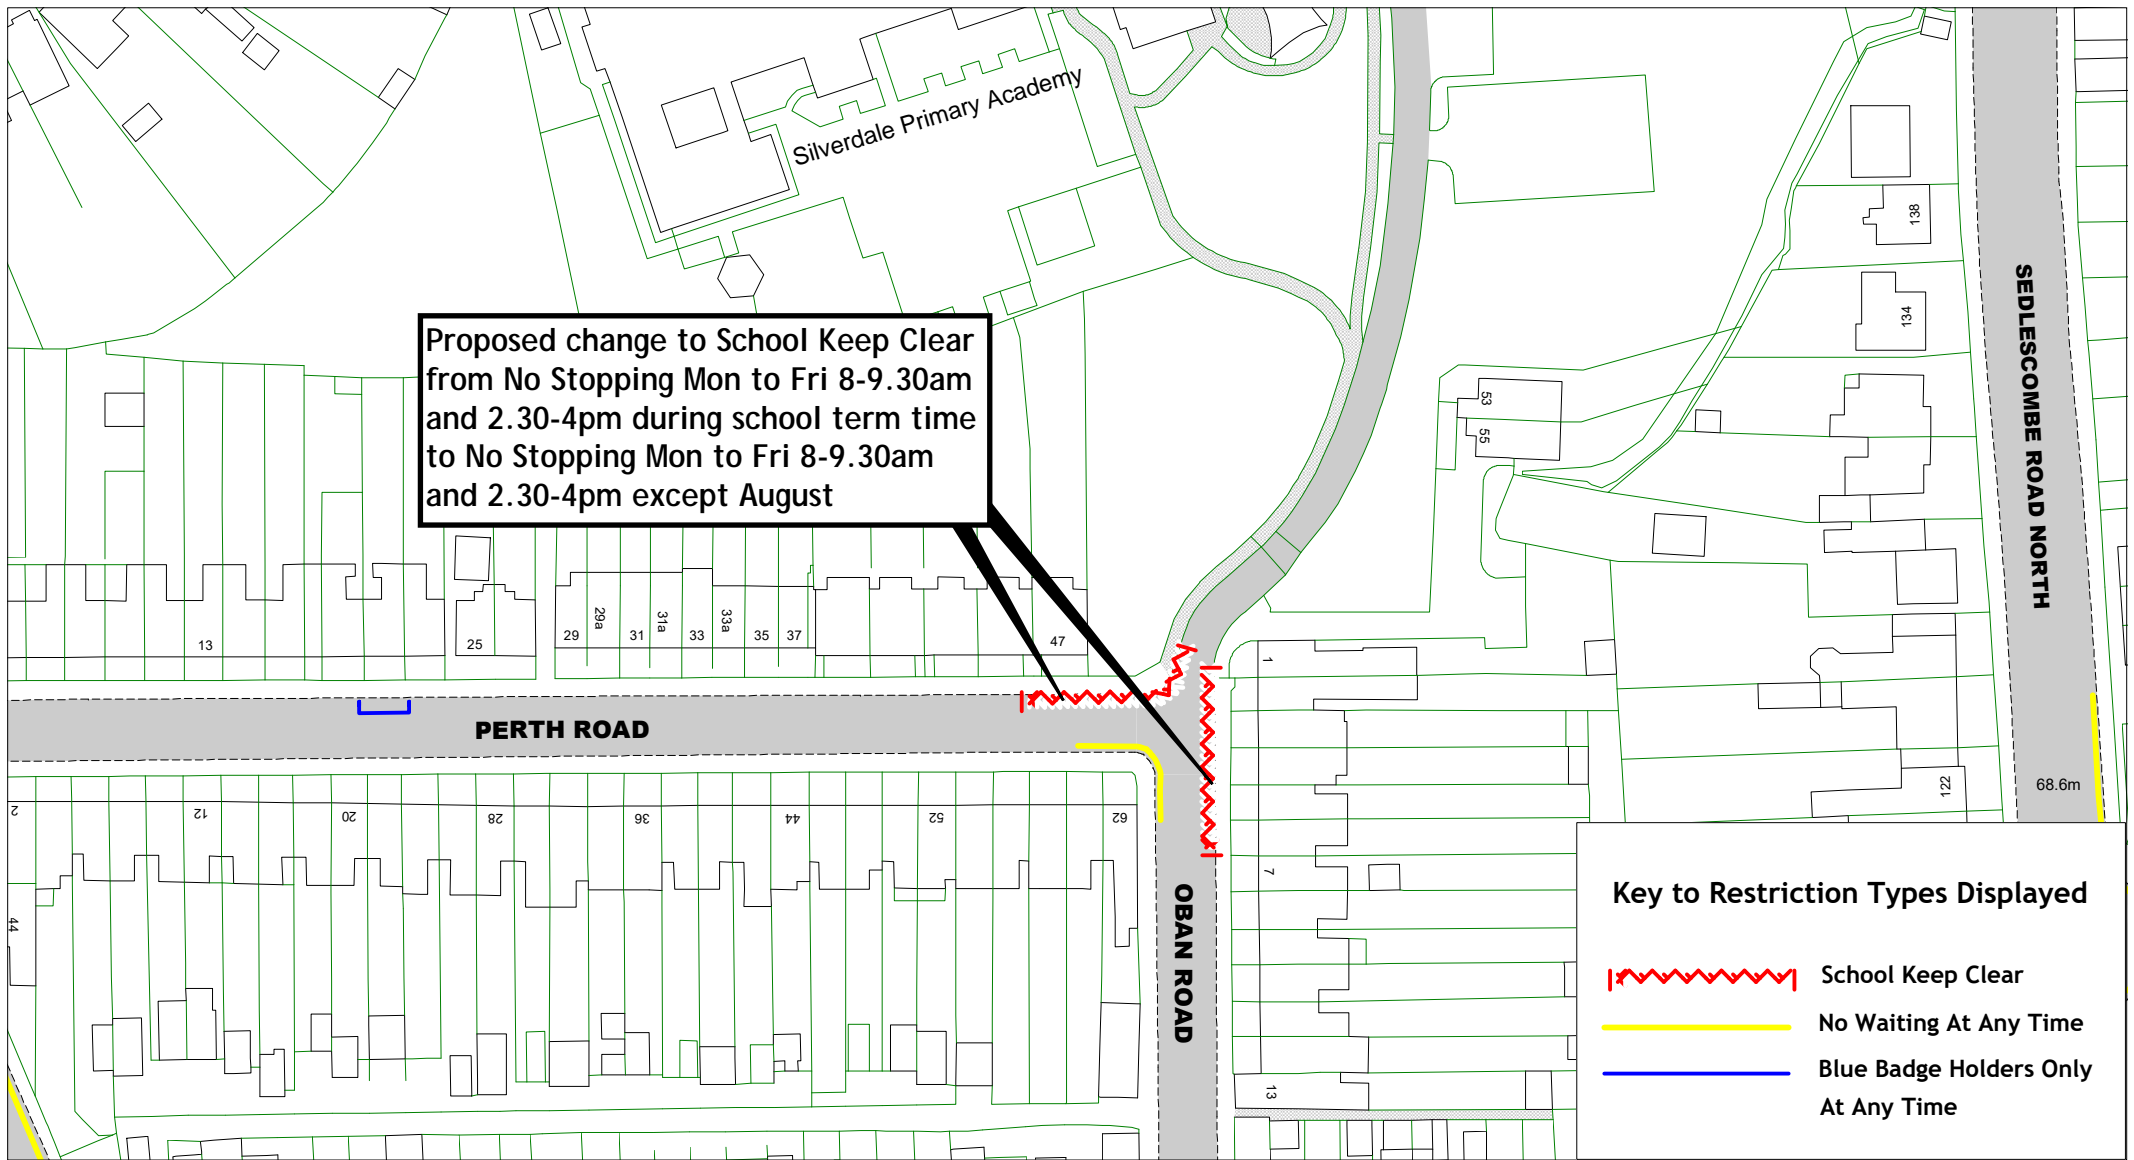 Silverdale Primary Academy
138
134
SEDLESCOMBE ROAD NORTH
Proposed change to School Keep Clear
from No Stopping Mon to Fri 8-9.30am
and 2.30-4pm during school term time
to No Stopping Mon to Fri 8-9.30am
and 2.30-4pm except August
53
55
13
25
29
29a
31
31a
33
33a
35
37
47
1
PERTH ROAD
68.6m
122
2
12
20
28
36
44
52
62
7
44
OBAN ROAD
13
Key to Restriction Types Displayed
School Keep Clear
No Waiting At Any Time
Blue Badge Holders Only
At Any Time